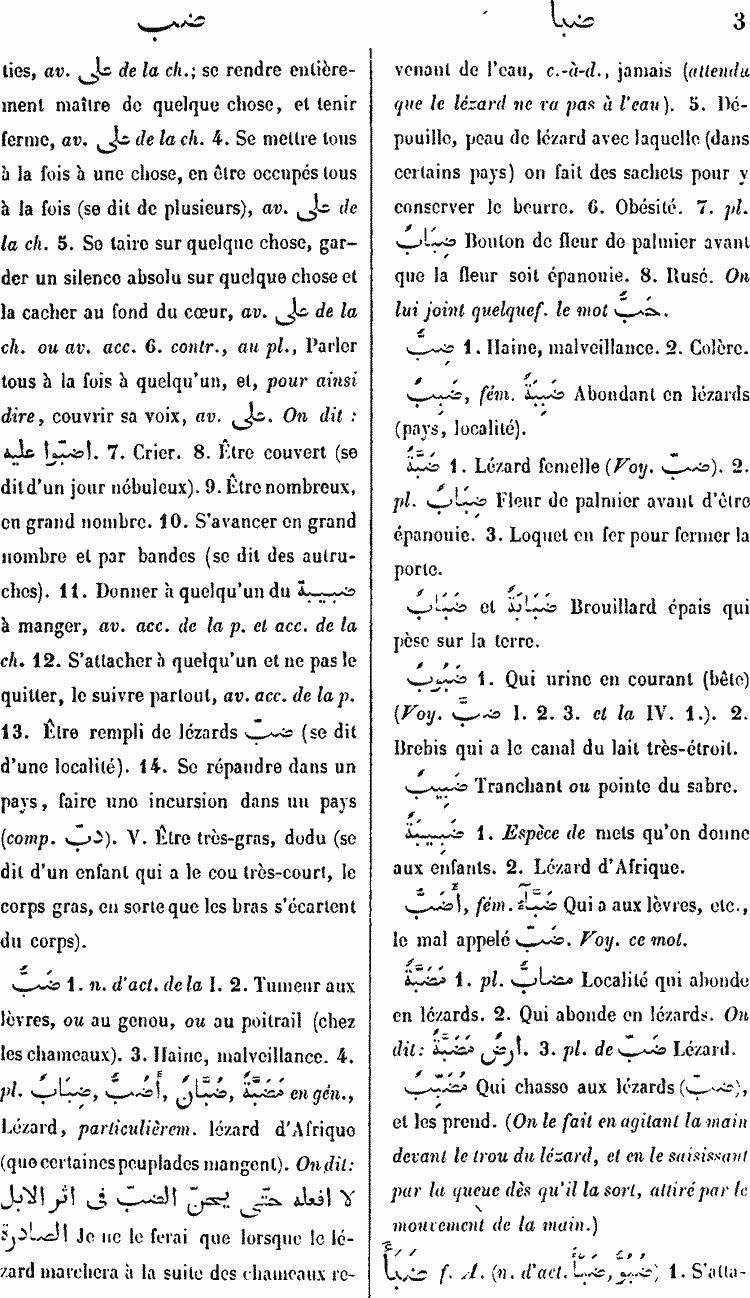 ضب
ضبأ 3
ties, av. على de la ch.; se rendre entière-
ment maître de quelque chose, et tenir
ferme, av. على de la ch. 4. Se mettre tous
à la fois à une chose, en être occupés tous
à la fois (se dit de plusieurs), av. على de
la ch. 5. Se taire sur quelque chose, gar-
der un silence absolu sur quelque chose et
la cacher au fond du cœur, av. على de la
ch. ou av. acc. 6. contr., au pl., Parler
tous à la fois à quelqu'un, et, pour ainsi
dire, couvrir sa voix, av. على. On dit :
اضبّوا عليه. 7. Crier. 8. Être couvert (se
dit d'un jour nébuleux). 9. Être nombreux,
en grand nombre. 10. S'avancer en grand
nombre et par bandes (se dit des autru-
ches). 11. Donner à quelqu'un du ضبيبة
à manger, av. acc. de la p. et acc. de la
ch. 12. S'attacher à quelqu'un et ne pas le
quitter, le suivre partout, av. acc. de la p.
13. Être rempli de lézards ضبّ (se dit
d'une localité). 14. Se répandre dans un
pays, faire une incursion dans un pays
(comp. دبّ). V. Être très-gras, dodu (se
dit d'un enfant qui a le cou très-court, le
corps gras, en sorte que les bras s'écartent
du corps).
ضَبٌّ 1. n. d'act. de la I. 2. Tumeur aux
lèvres, ou au genou, ou au poitrail (chez
les chameaux). 3. Haine, malveillance. 4.
pl. ضِبَابٌ, أَضُبٌّ, ضُبَّانٌ, مَضَبَّةٌ en gén.,
Lézard, particulièrem. lézard d'Afrique
(que certaines peuplades mangent). On dit:
لا افعله حتّى يحنّ الضبّ فى اثر الابل
الصادرة Je ne le ferai que lorsque le lé-
zard marchera à la suite des chameaux re-
venant de l'eau, c.-à-d., jamais (attendu
que le lézard ne va pas à l'eau). 5. Dé-
pouille, peau de lézard avec laquelle (dans
certains pays) on fait des sachets pour y
conserver le beurre. 6. Obésité. 7. pl.
ضِبَابٌ Bouton de fleur de palmier avant
que la fleur soit épanouie. 8. Rusé. On
lui joint quelquef. le mot خَبٌّ.
ضِبٌّ 1. Haine, malveillance. 2. Colère.
ضَبِبٌ, fém. ضَبِبَةٌ Abondant en lézards
(pays, localité).
ضَبَّةٌ 1. Lézard femelle (Voy. ضبّ). 2.
pl. ضِبَابٌ Fleur de palmier avant d'être
épanouie. 3. Loquet en fer pour fermer la
porte.
ضَبَابٌ et ضَبَابَةٌ Brouillard épais qui
pèse sur la terre.
ضَبُوبٌ 1. Qui urine en courant (bête)
(Voy. ضبّ I. 2. 3. et la IV. 1.). 2.
Brebis qui a le canal du lait très-étroit.
ضَبِيبٌ Tranchant ou pointe du sabre.
ضَبِيبَةٌ 1. Espèce de mets qu'on donne
aux enfants. 2. Lézard d'Afrique.
أَضَبُّ, fém. ضَبَّآءُ Qui a aux lèvres, etc.,
le mal appelé ضبّ. Voy. ce mot.
مَضَبَّةٌ 1. pl. مضابُّ Localité qui abonde
en lézards. 2. Qui abonde en lézards. On
dit: أرضٌ مَضَبَّةٌ. 3. pl. de ضبّ Lézard.
مُضَبِّبٌ Qui chasse aux lézards (ضبّ),
et les prend. (On le fait en agitant la main
devant le trou du lézard, et en le saisissant
par la queue dès qu'il la sort, attiré par le
mouvement de la main.)
ضَبَأَ f. A. (n. d'act. ضَبْأٌ, ضُبُوٌّ) 1. S'atta-